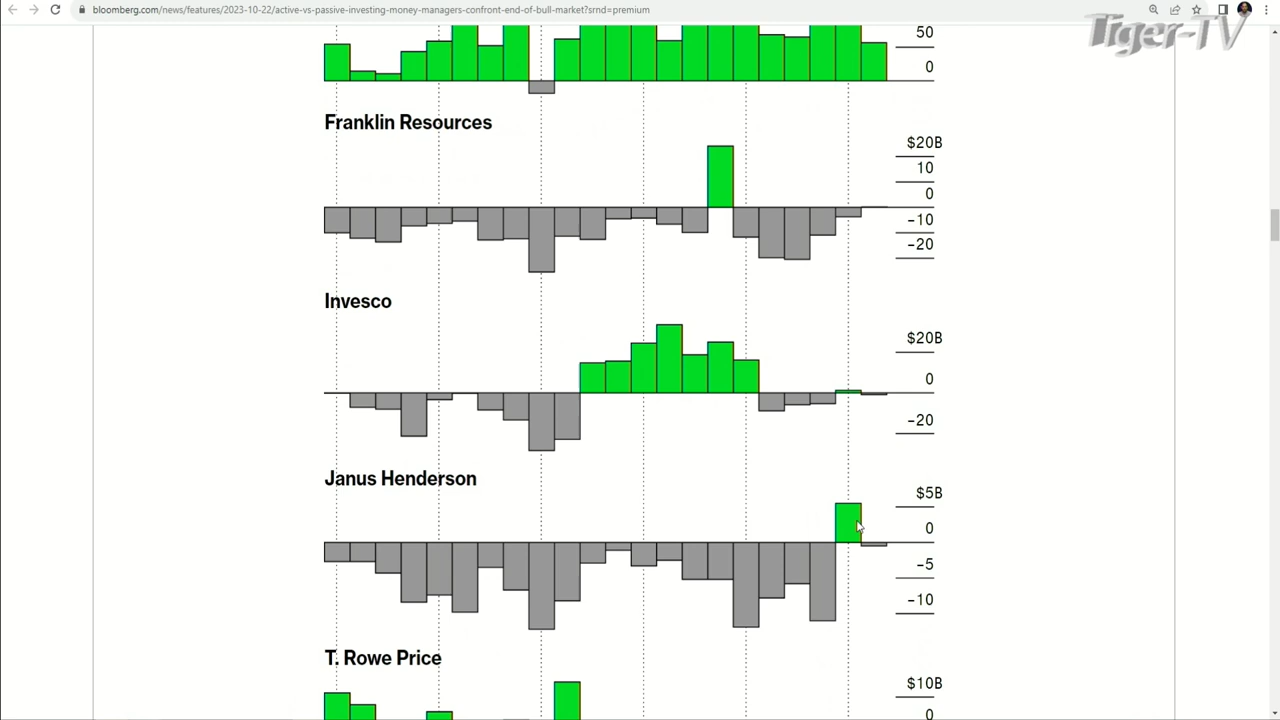 bloomberg.com/news/features/2023-10-22/active-vs-passive-investing-money-managers-confront-end-of-bull-market?srnd=premium
Tiger-TV
50
0
Franklin Resources
$20B
10
0
−10
−20
Invesco
$20B
0
−20
Janus Henderson
$5B
0
−5
−10
T. Rowe Price
$10B
0